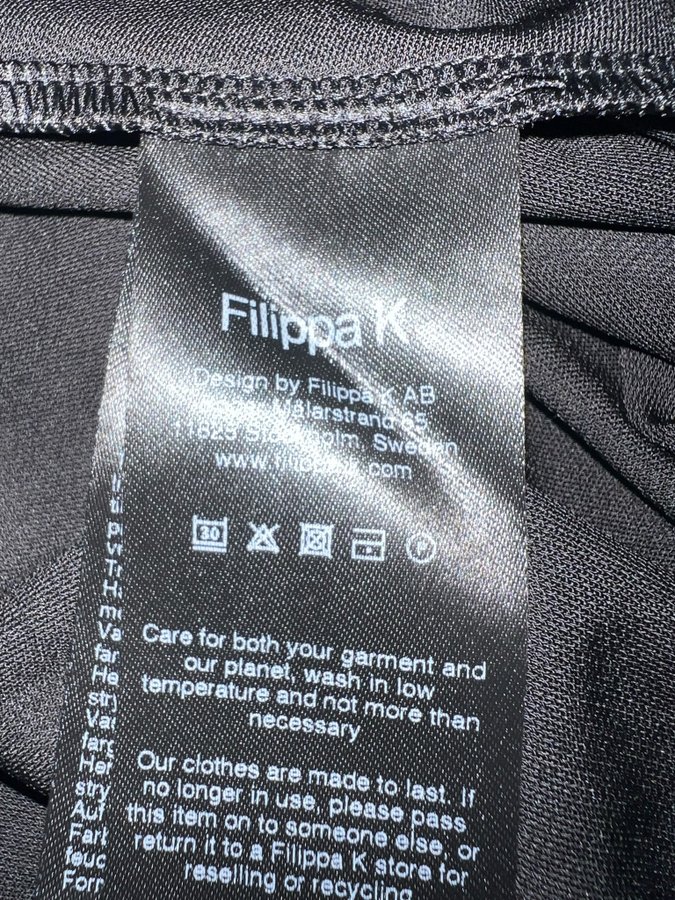 Filippa K
Design by Filippa K AB
Mälarstrand
Sweden
30
Care for both your garment and
our planet, wash in low
temperature and not more than
necessary
Our clothes are made to last. If
no longer in use, please pass
this item on to someone else, or
return it to a Filippa K store for
reselling or recycling